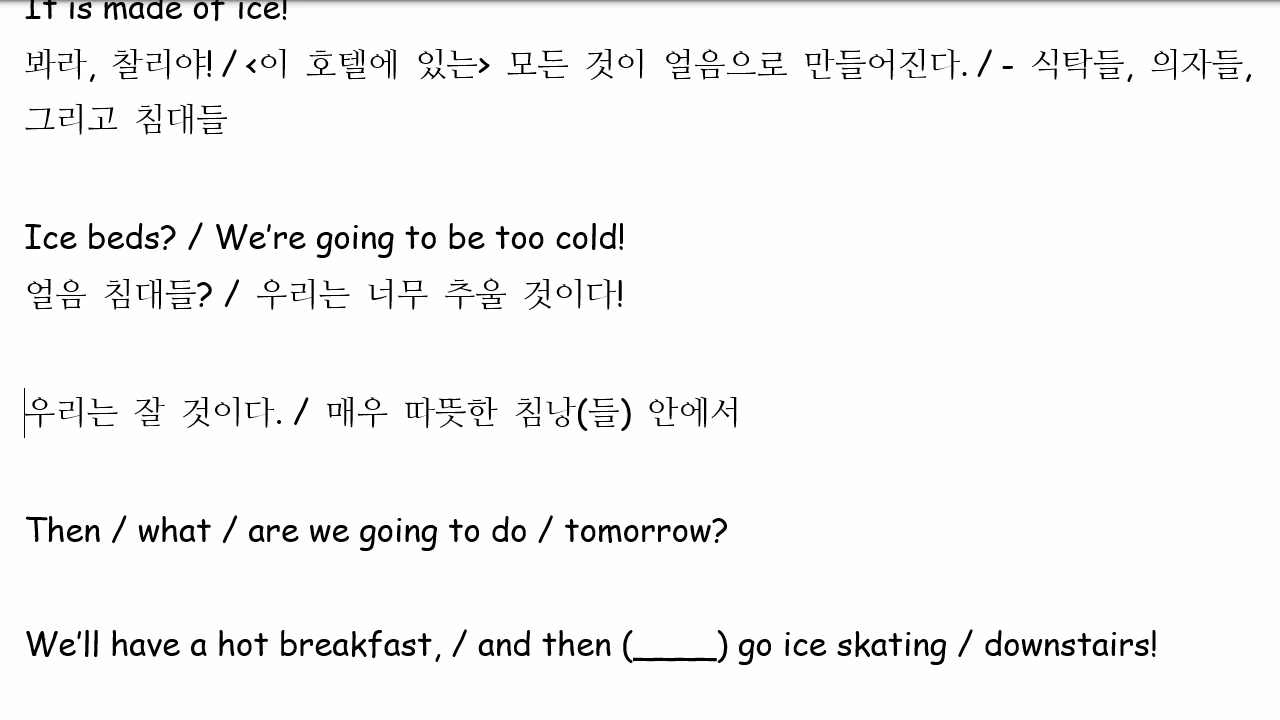 It is made of ice!
봐라, 찰리야! / <이 호텔에 있는> 모든 것이 얼음으로 만들어진다. / - 식탁들, 의자들,
그리고 침대들
Ice beds? / We’re going to be too cold!
얼음 침대들? / 우리는 너무 추울 것이다!
우리는 잘 것이다. / 매우 따뜻한 침낭(들) 안에서
Then / what / are we going to do / tomorrow?
We’ll have a hot breakfast, / and then (____) go ice skating / downstairs!